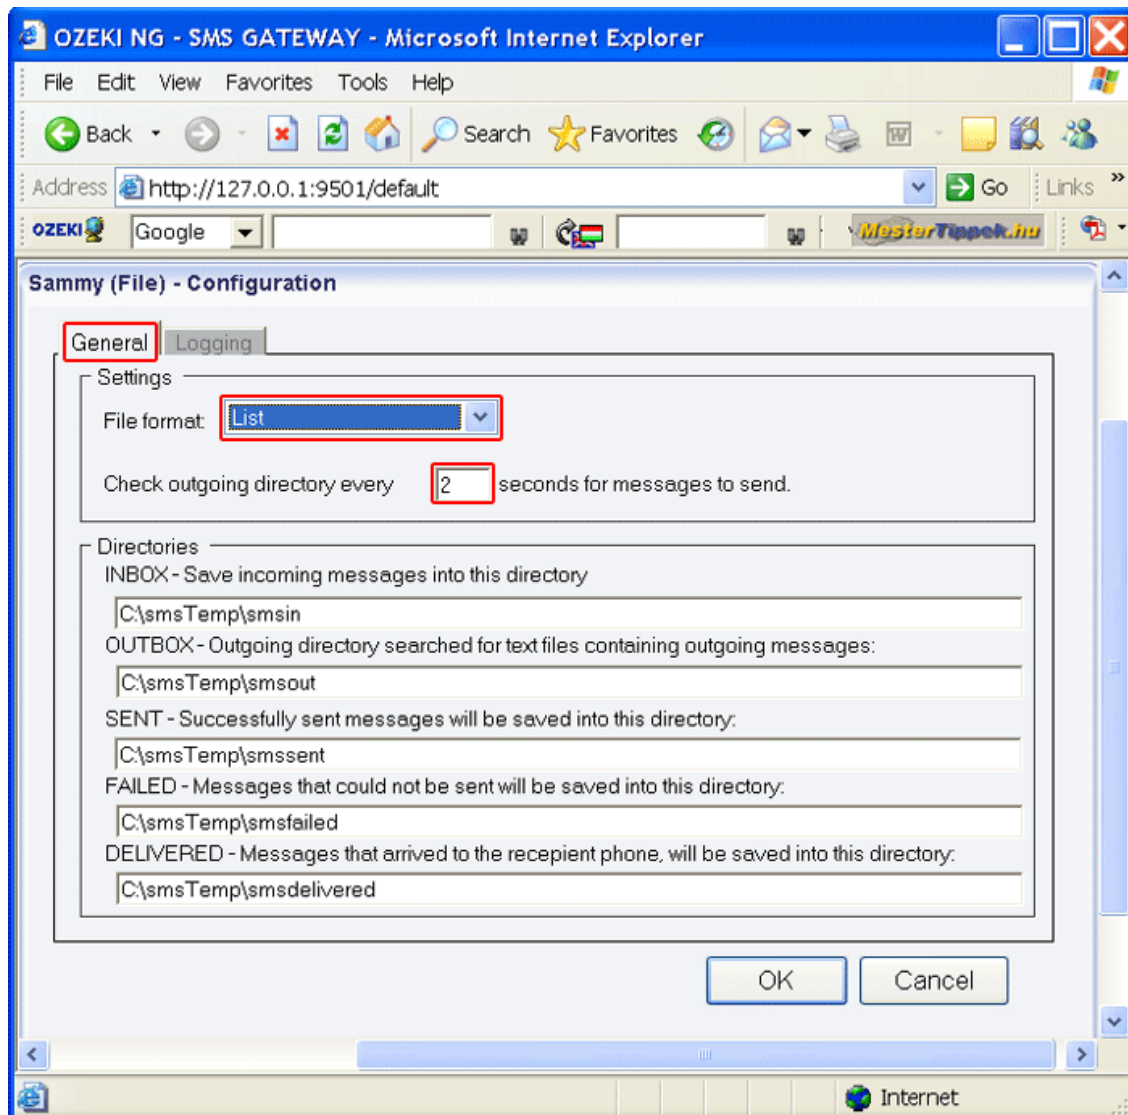 OZEKI NG - SMS GATEWAY - Microsoft Internet Explorer
File Edit View Favorites Tools Help
Back Search Favorites
Address http://127.0.0.1:9501/default Go Links »
OZEKI Google MesterTippek.hu
Sammy (File) - Configuration
General Logging
Settings
File format: List
Check outgoing directory every 2 seconds for messages to send.
Directories
INBOX - Save incoming messages into this directory
C:\smsTemp\smsin
OUTBOX - Outgoing directory searched for text files containing outgoing messages:
C:\smsTemp\smsout
SENT - Successfully sent messages will be saved into this directory:
C:\smsTemp\smssent
FAILED - Messages that could not be sent will be saved into this directory:
C:\smsTemp\smsfailed
DELIVERED - Messages that arrived to the recepient phone, will be saved into this directory:
C:\smsTemp\smsdelivered
OK Cancel
Internet